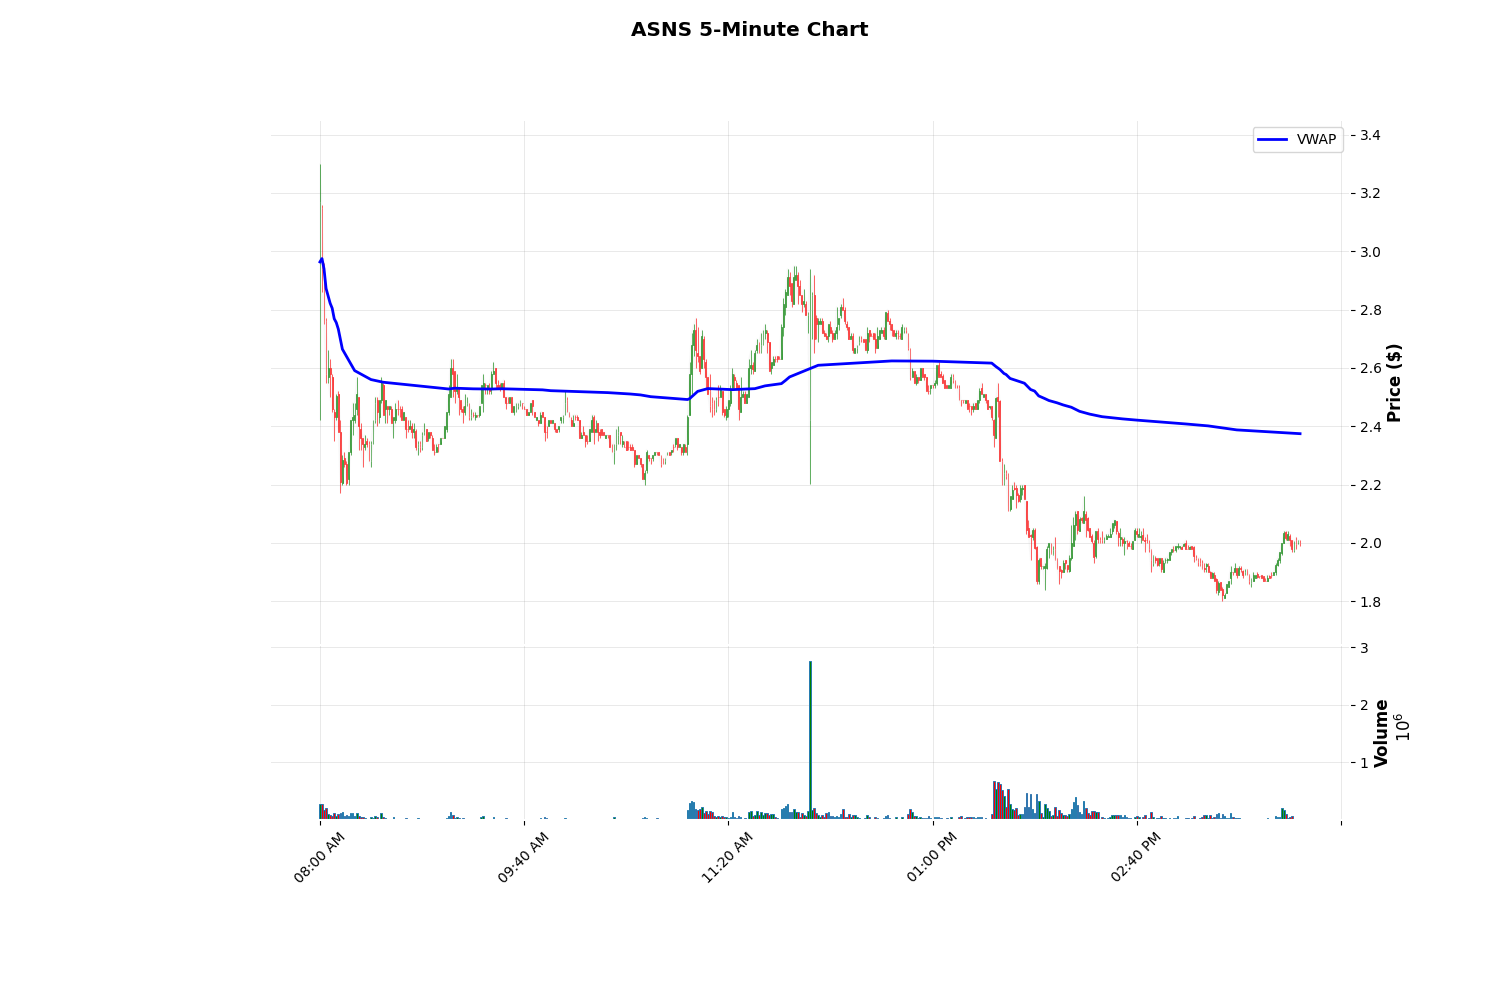 ASNS 5-Minute Chart
VWAP
3.4
3.2
3.0
2.8
2.6
2.4
2.2
2.0
1.8
Price ($)
3
2
1
Volume
10^6
08:00 AM
09:40 AM
11:20 AM
01:00 PM
02:40 PM